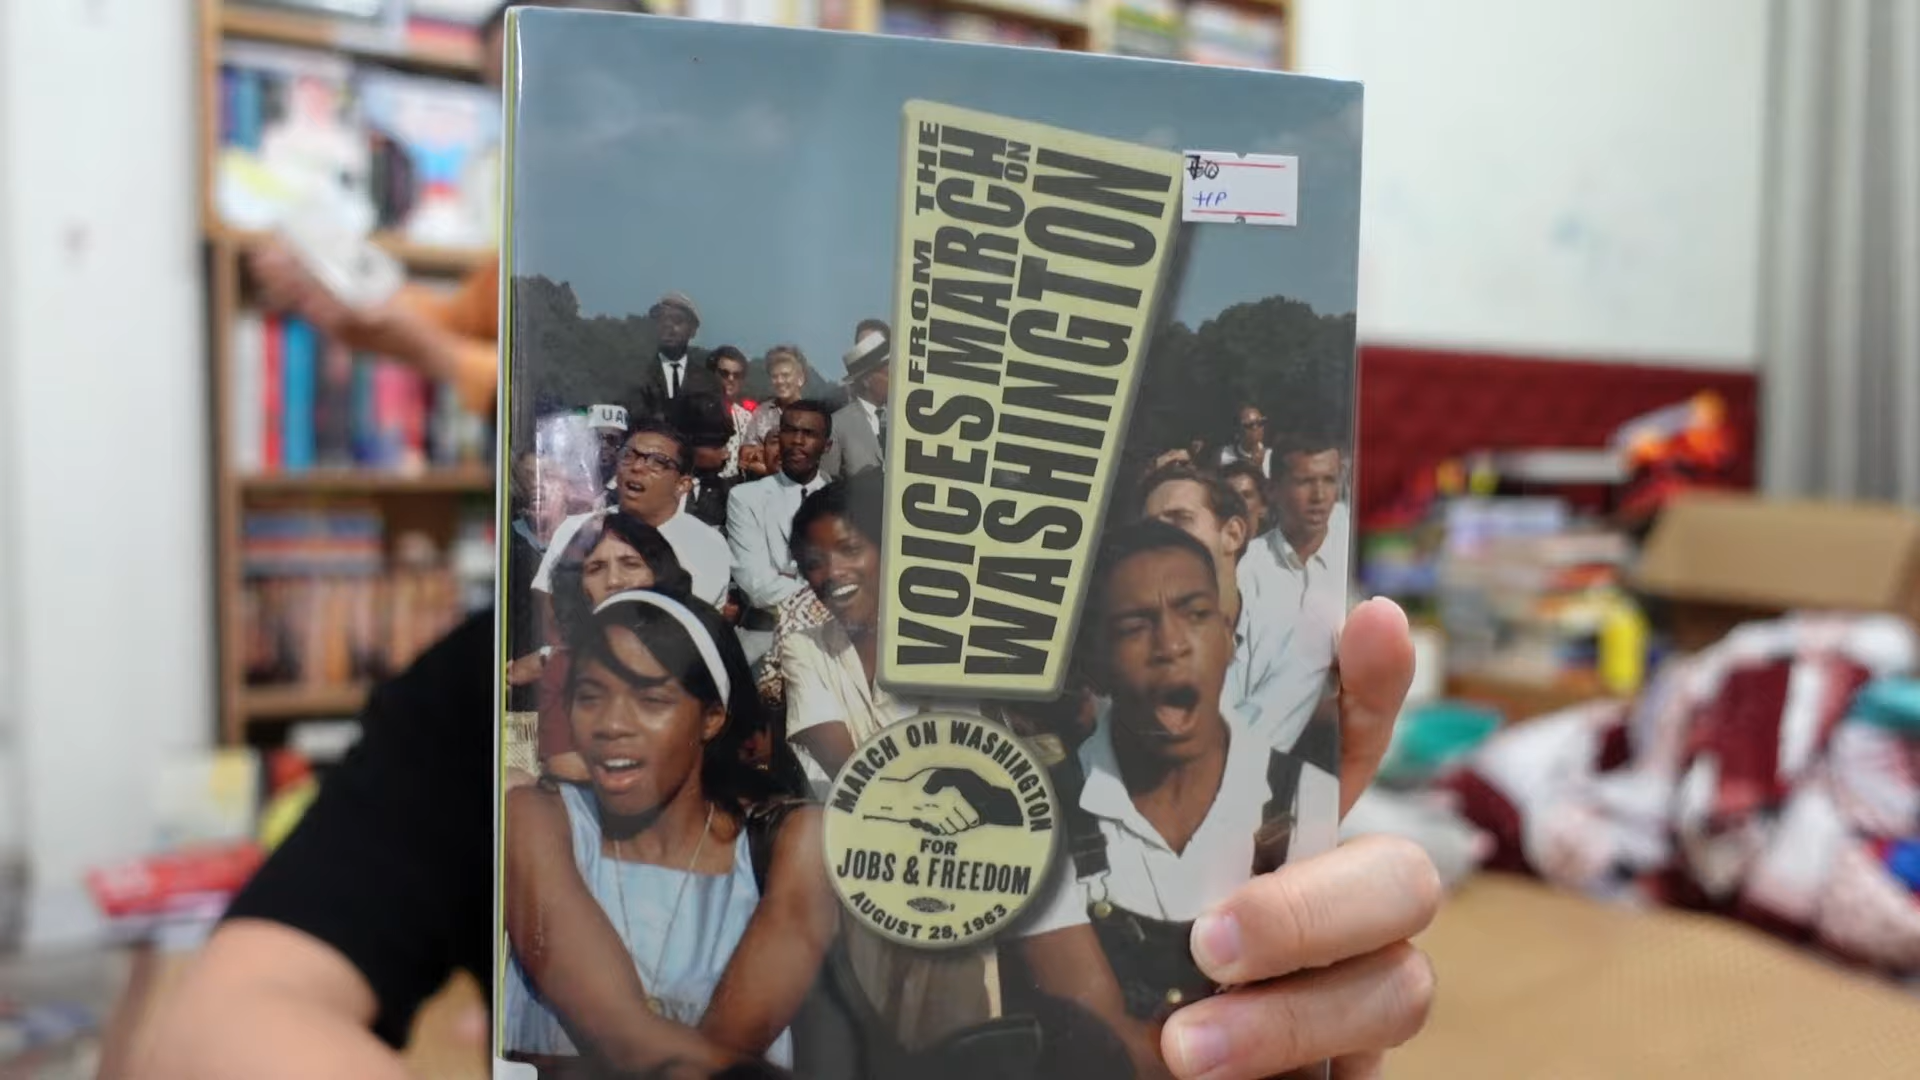 VOICES FROM THE
MARCH ON
WASHINGTON
HP
UA
MARCH ON WASHINGTON
FOR
JOBS & FREEDOM
AUGUST 28, 1963